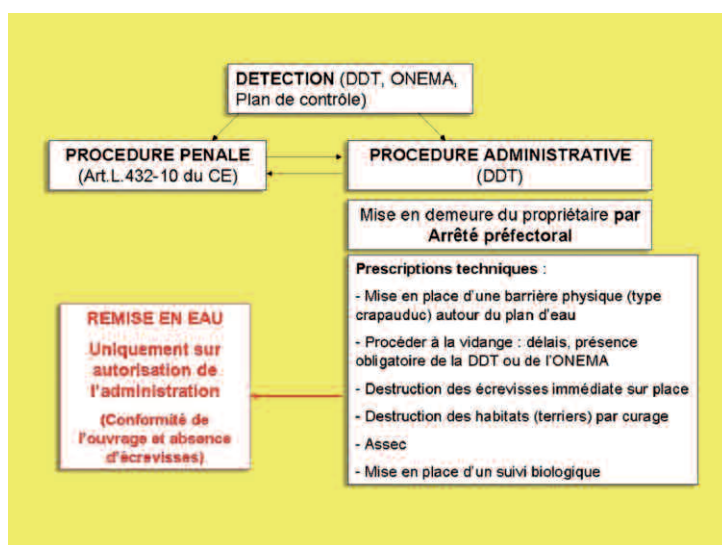 DETECTION (DDT, ONEMA,
Plan de contrôle)
PROCEDURE PENALE
(Art.L.432-10 du CE)
PROCEDURE ADMINISTRATIVE
(DDT)
Mise en demeure du propriétaire par
Arrêté préfectoral
Prescriptions techniques :
- Mise en place d'une barrière physique (type
crapauduc) autour du plan d'eau
- Procéder à la vidange : délais, présence
obligatoire de la DDT ou de l'ONEMA
- Destruction des écrevisses immédiate sur place
- Destruction des habitats (terriers) par curage
- Assec
- Mise en place d'un suivi biologique
REMISE EN EAU
Uniquement sur
autorisation de
l'administration
(Conformité de
l'ouvrage et absence
d'écrevisses)